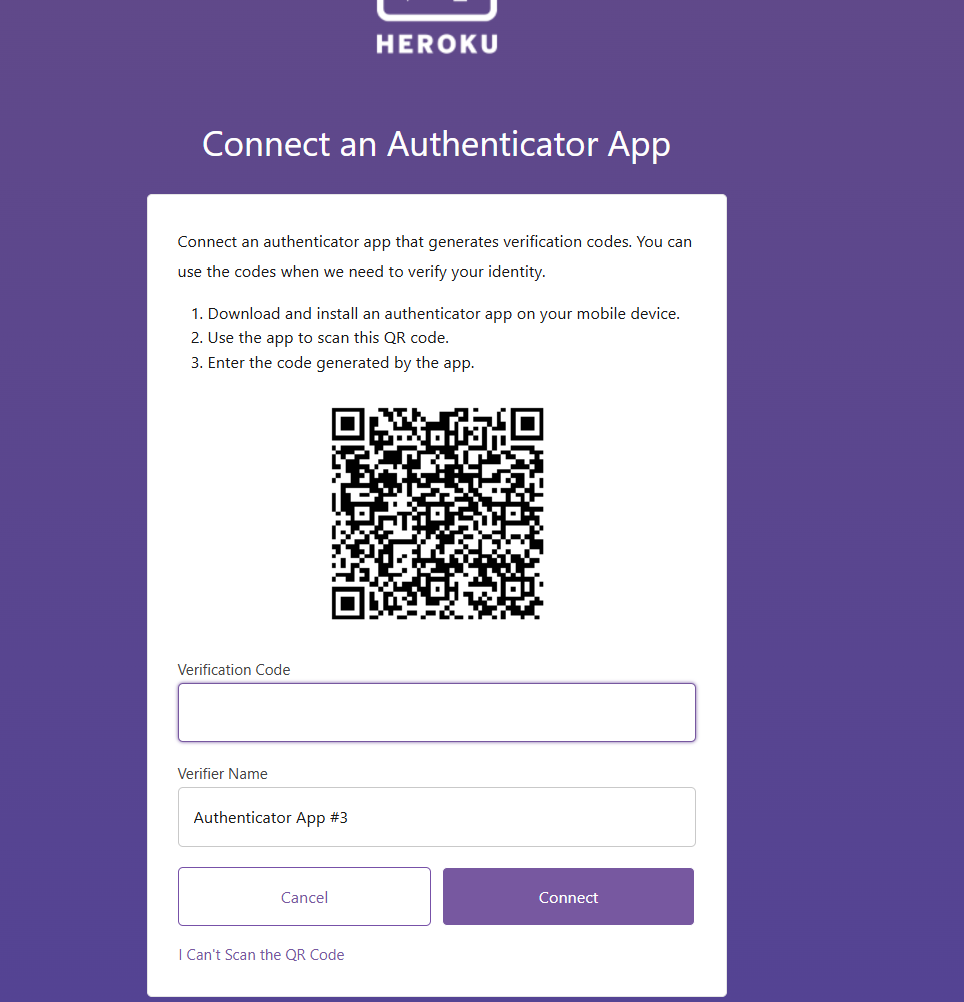 HEROKU
Connect an Authenticator App
Connect an authenticator app that generates verification codes. You can
use the codes when we need to verify your identity.
1. Download and install an authenticator app on your mobile device.
2. Use the app to scan this QR code.
3. Enter the code generated by the app.
Verification Code
Verifier Name
Authenticator App #3
Cancel
Connect
I Can't Scan the QR Code